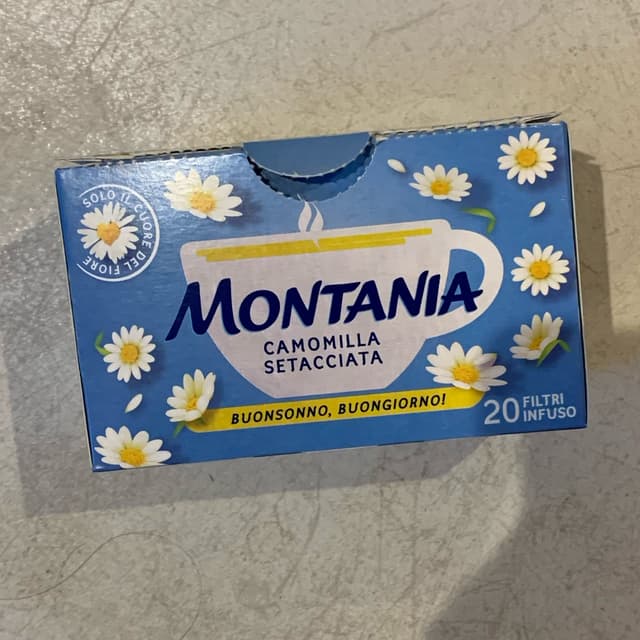 SOLO IL CUORE DEL FIORE
MONTANIA
CAMOMILLA
SETACCIATA
BUONSONNO, BUONGIORNO!
20 FILTRI
INFUSO